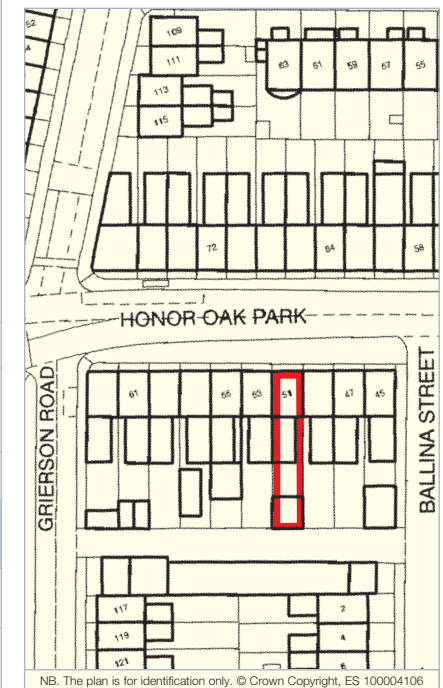 52
109
111
63 61 59 57 55
113
115
72 64 58
HONOR OAK PARK
GRIERSON ROAD
BALLINA STREET
61 55 53 51 47 45
117 2
119 4
121 6
NB. The plan is for identification only. © Crown Copyright, ES 100004106